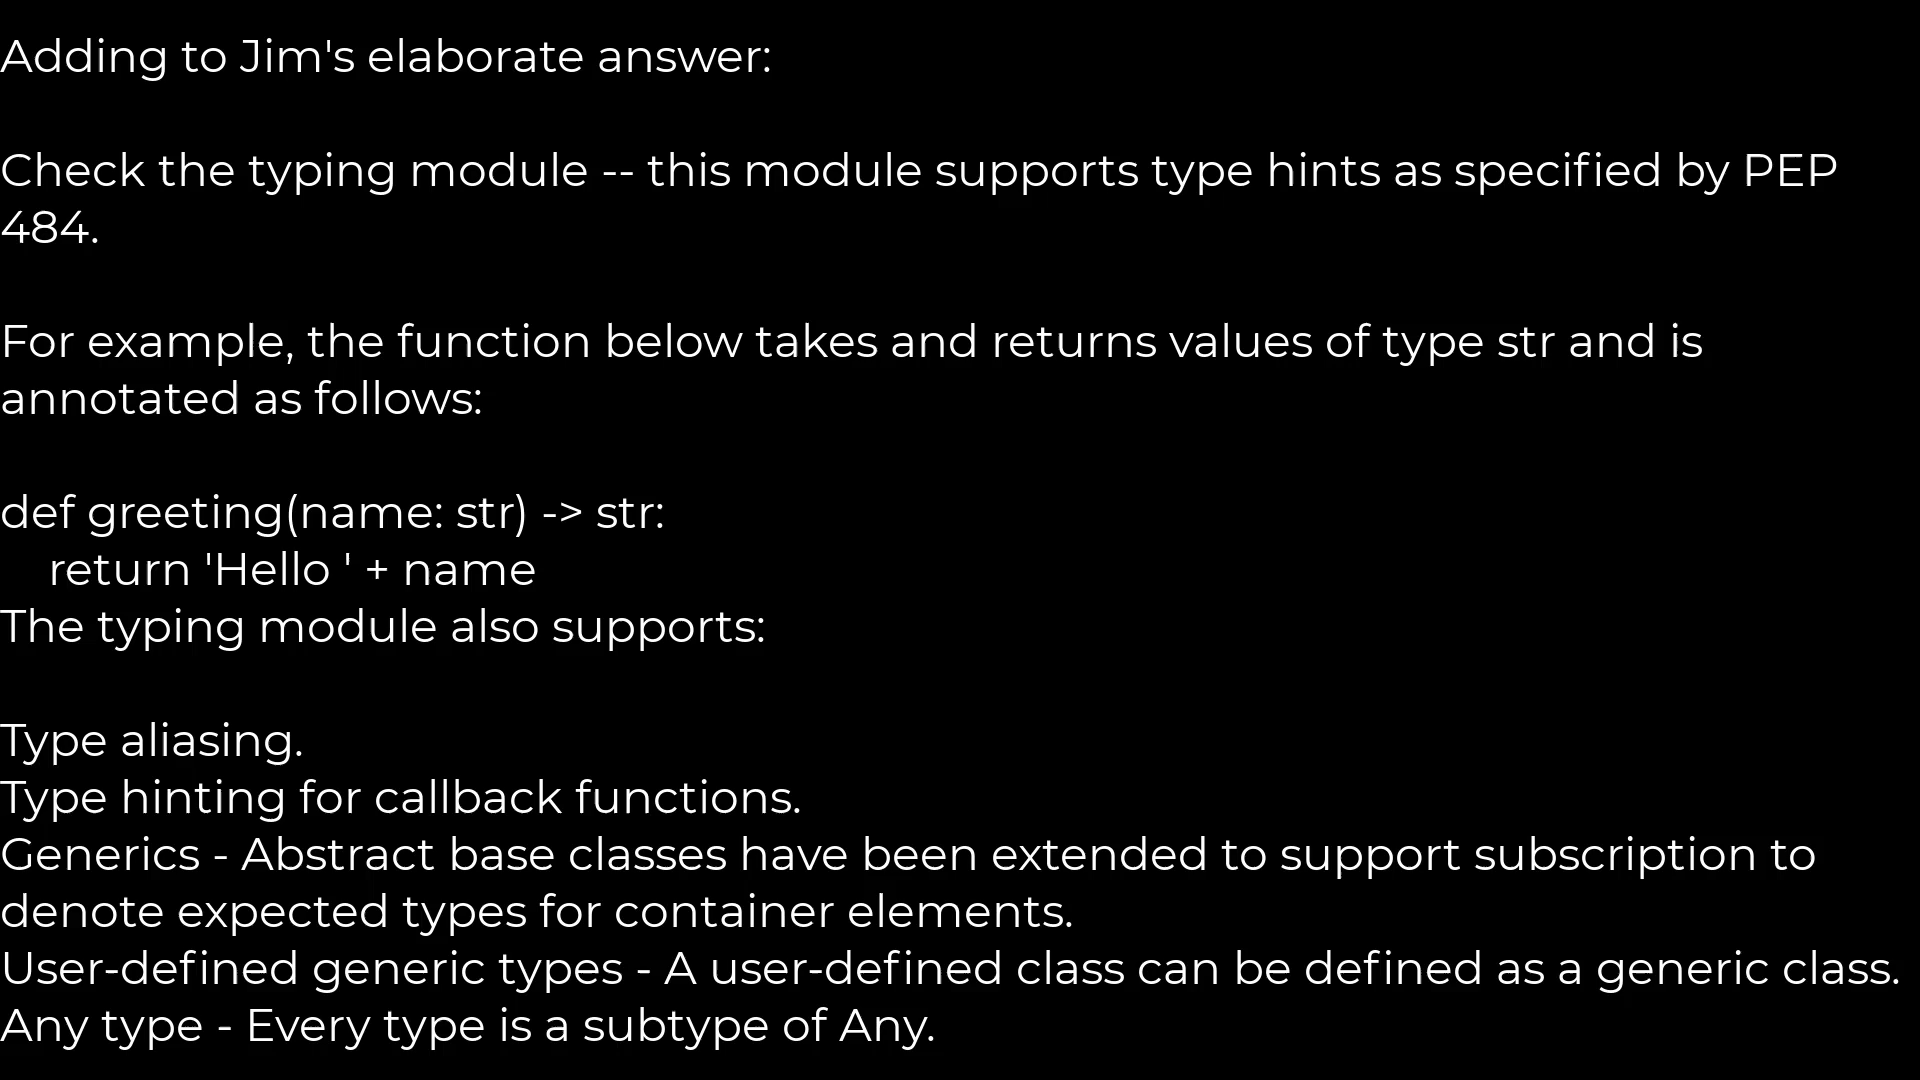 Adding to Jim's elaborate answer:
Check the typing module -- this module supports type hints as specified by PEP
484.
For example, the function below takes and returns values of type str and is
annotated as follows:
def greeting(name: str) -> str:
    return 'Hello ' + name
The typing module also supports:
Type aliasing.
Type hinting for callback functions.
Generics - Abstract base classes have been extended to support subscription to
denote expected types for container elements.
User-defined generic types - A user-defined class can be defined as a generic class.
Any type - Every type is a subtype of Any.